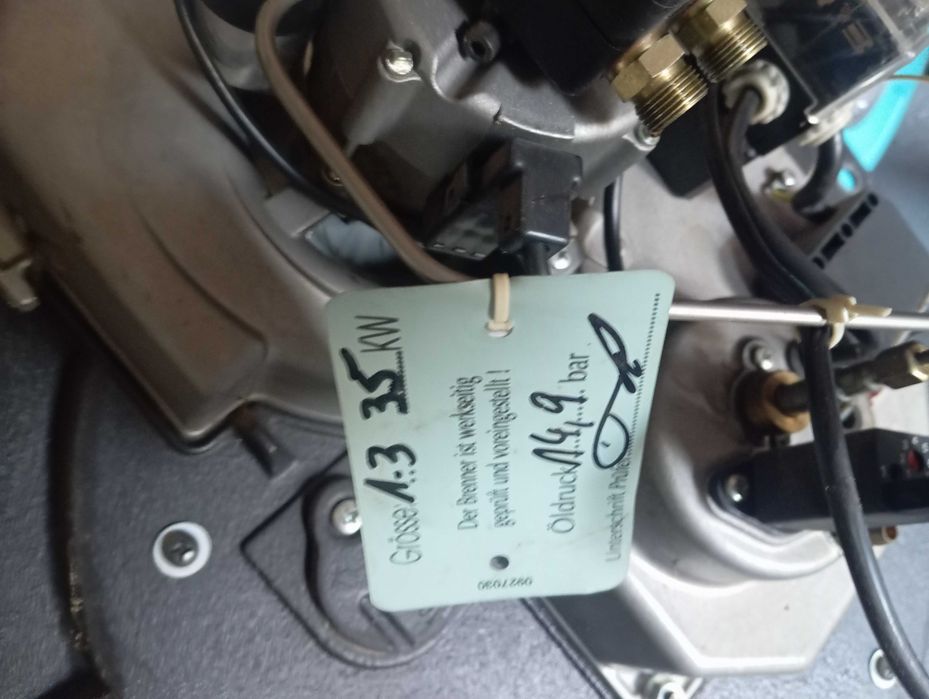 Grösse 1.3 35 KW
Der Brenner ist werkseitig
geprüft und voreingestellt !
Öldruck 14,9 bar
Unterschrift Prüfer
0927030